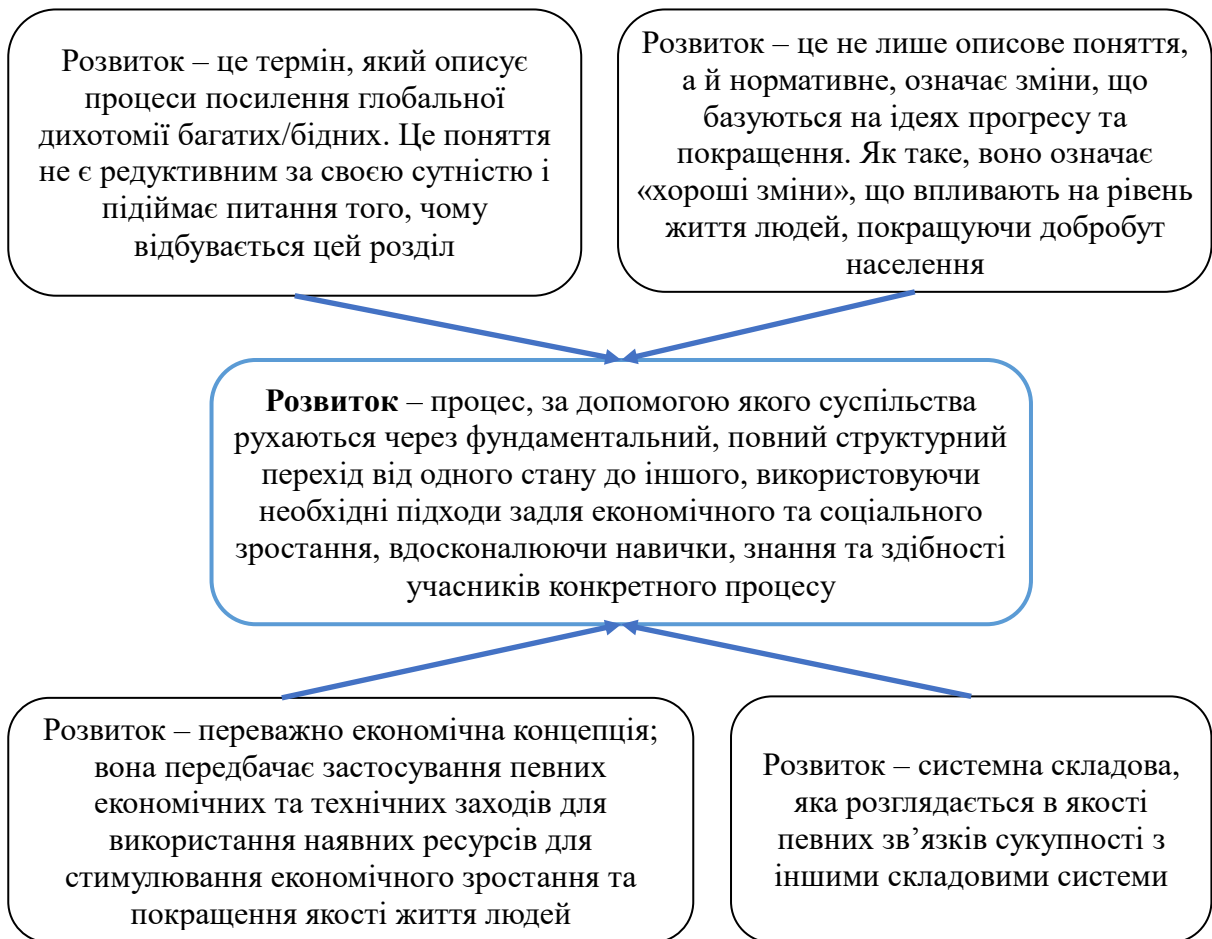 Розвиток – це термін, який описує
процеси посилення глобальної
дихотомії багатих/бідних. Це поняття
не є редуктивним за своєю сутністю і
підіймає питання того, чому
відбувається цей розділ
Розвиток – це не лише описове поняття,
а й нормативне, означає зміни, що
базуються на ідеях прогресу та
покращення. Як таке, воно означає
«хороші зміни», що впливають на рівень
життя людей, покращуючи добробут
населення
Розвиток – процес, за допомогою якого суспільства
рухаються через фундаментальний, повний структурний
перехід від одного стану до іншого, використовуючи
необхідні підходи задля економічного та соціального
зростання, вдосконалюючи навички, знання та здібності
учасників конкретного процесу
Розвиток – переважно економічна концепція;
вона передбачає застосування певних
економічних та технічних заходів для
використання наявних ресурсів для
стимулювання економічного зростання та
покращення якості життя людей
Розвиток – системна складова,
яка розглядається в якості
певних зв’язків сукупності з
іншими складовими системи